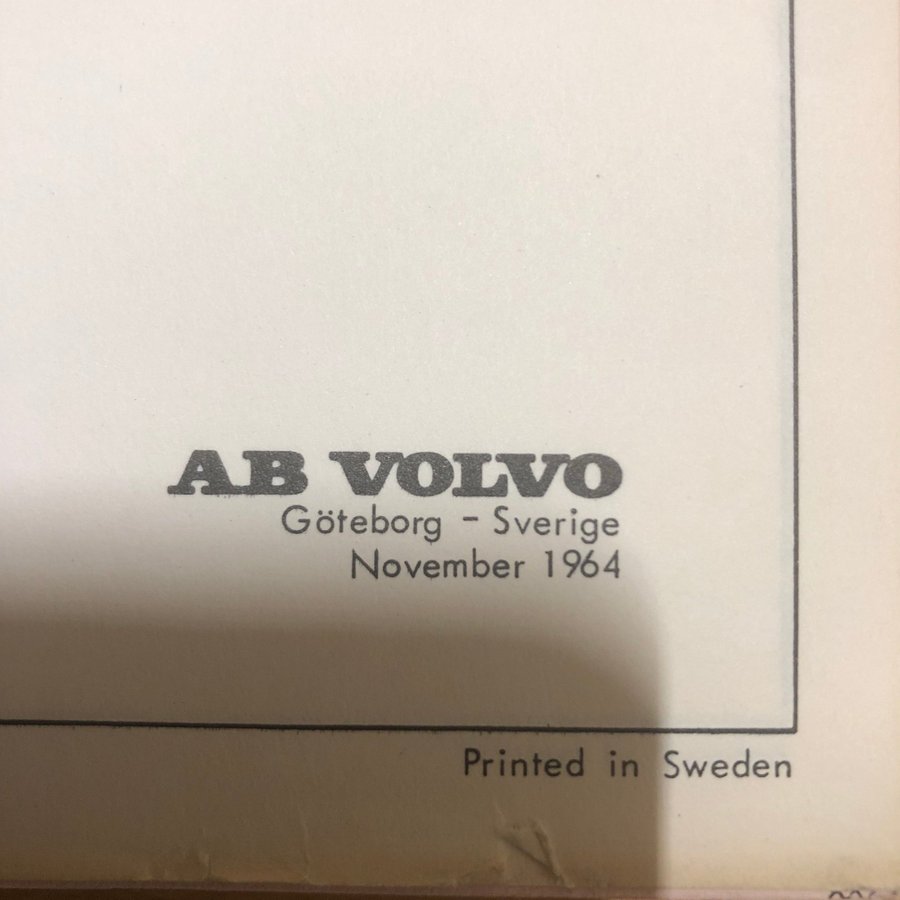 AB VOLVO
Göteborg – Sverige
November 1964
Printed in Sweden